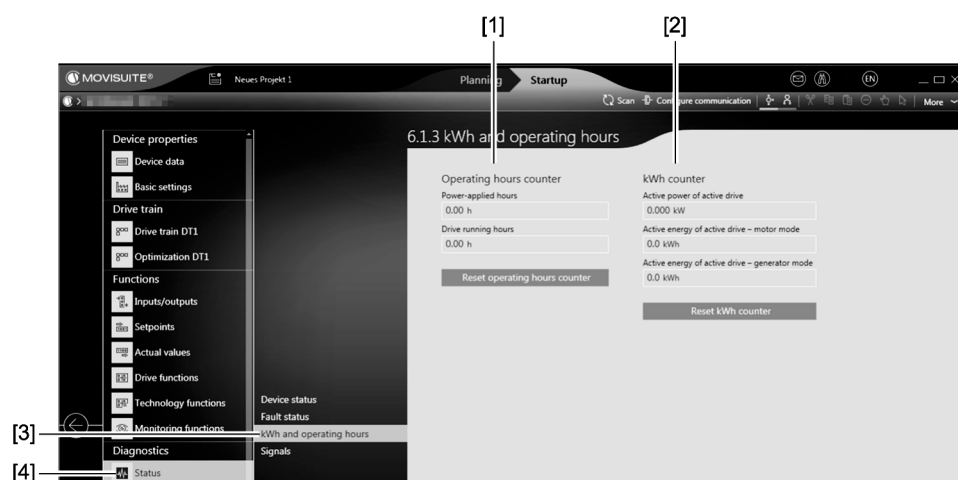 [1]
[2]
MOVISUITE®
Neues Projekt 1
Planning
Startup
EN
Scan
Configure communication
More
6.1.3 kWh and operating hours
Device properties
Device data
Basic settings
Drive train
Drive train DT1
Optimization DT1
Functions
Inputs/outputs
Setpoints
Actual values
Drive functions
Technology functions
Monitoring functions
Diagnostics
Status
Device status
Fault status
kWh and operating hours
Signals
[3]
[4]
Operating hours counter
Power-applied hours
0.00 h
Drive running hours
0.00 h
Reset operating hours counter
kWh counter
Active power of active drive
0.000 kW
Active energy of active drive – motor mode
0.0 kWh
Active energy of active drive – generator mode
0.0 kWh
Reset kWh counter